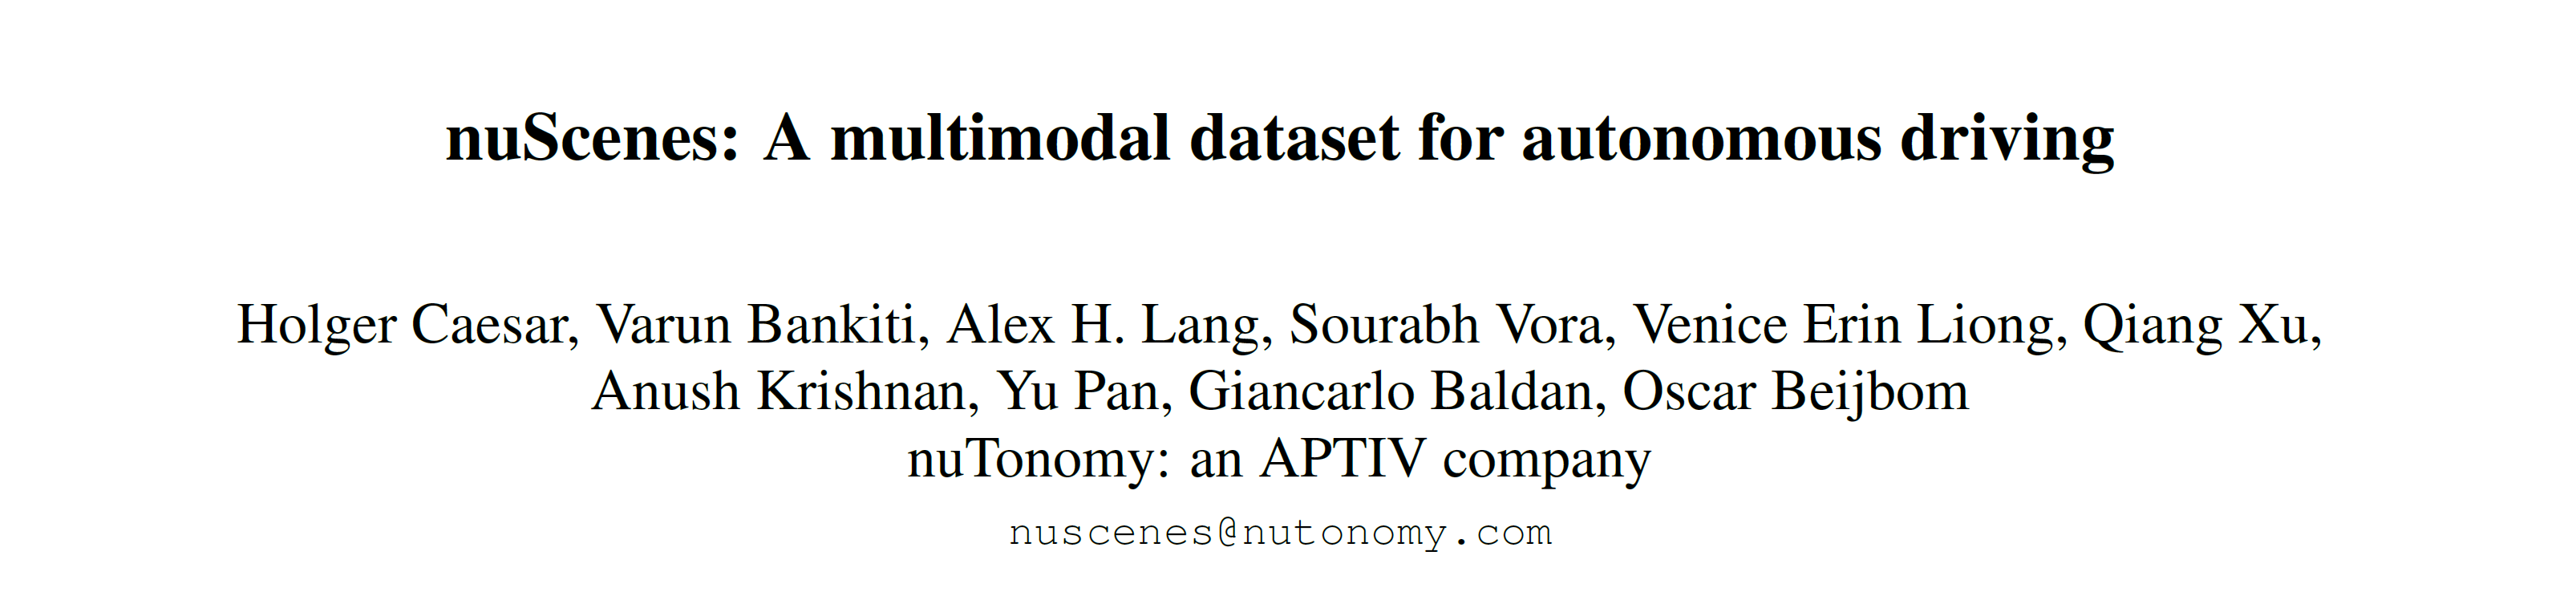 nuScenes: A multimodal dataset for autonomous driving
Holger Caesar, Varun Bankiti, Alex H. Lang, Sourabh Vora, Venice Erin Liong, Qiang Xu,
Anush Krishnan, Yu Pan, Giancarlo Baldan, Oscar Beijbom
nuTonomy: an APTIV company
nuscenes@nutonomy.com